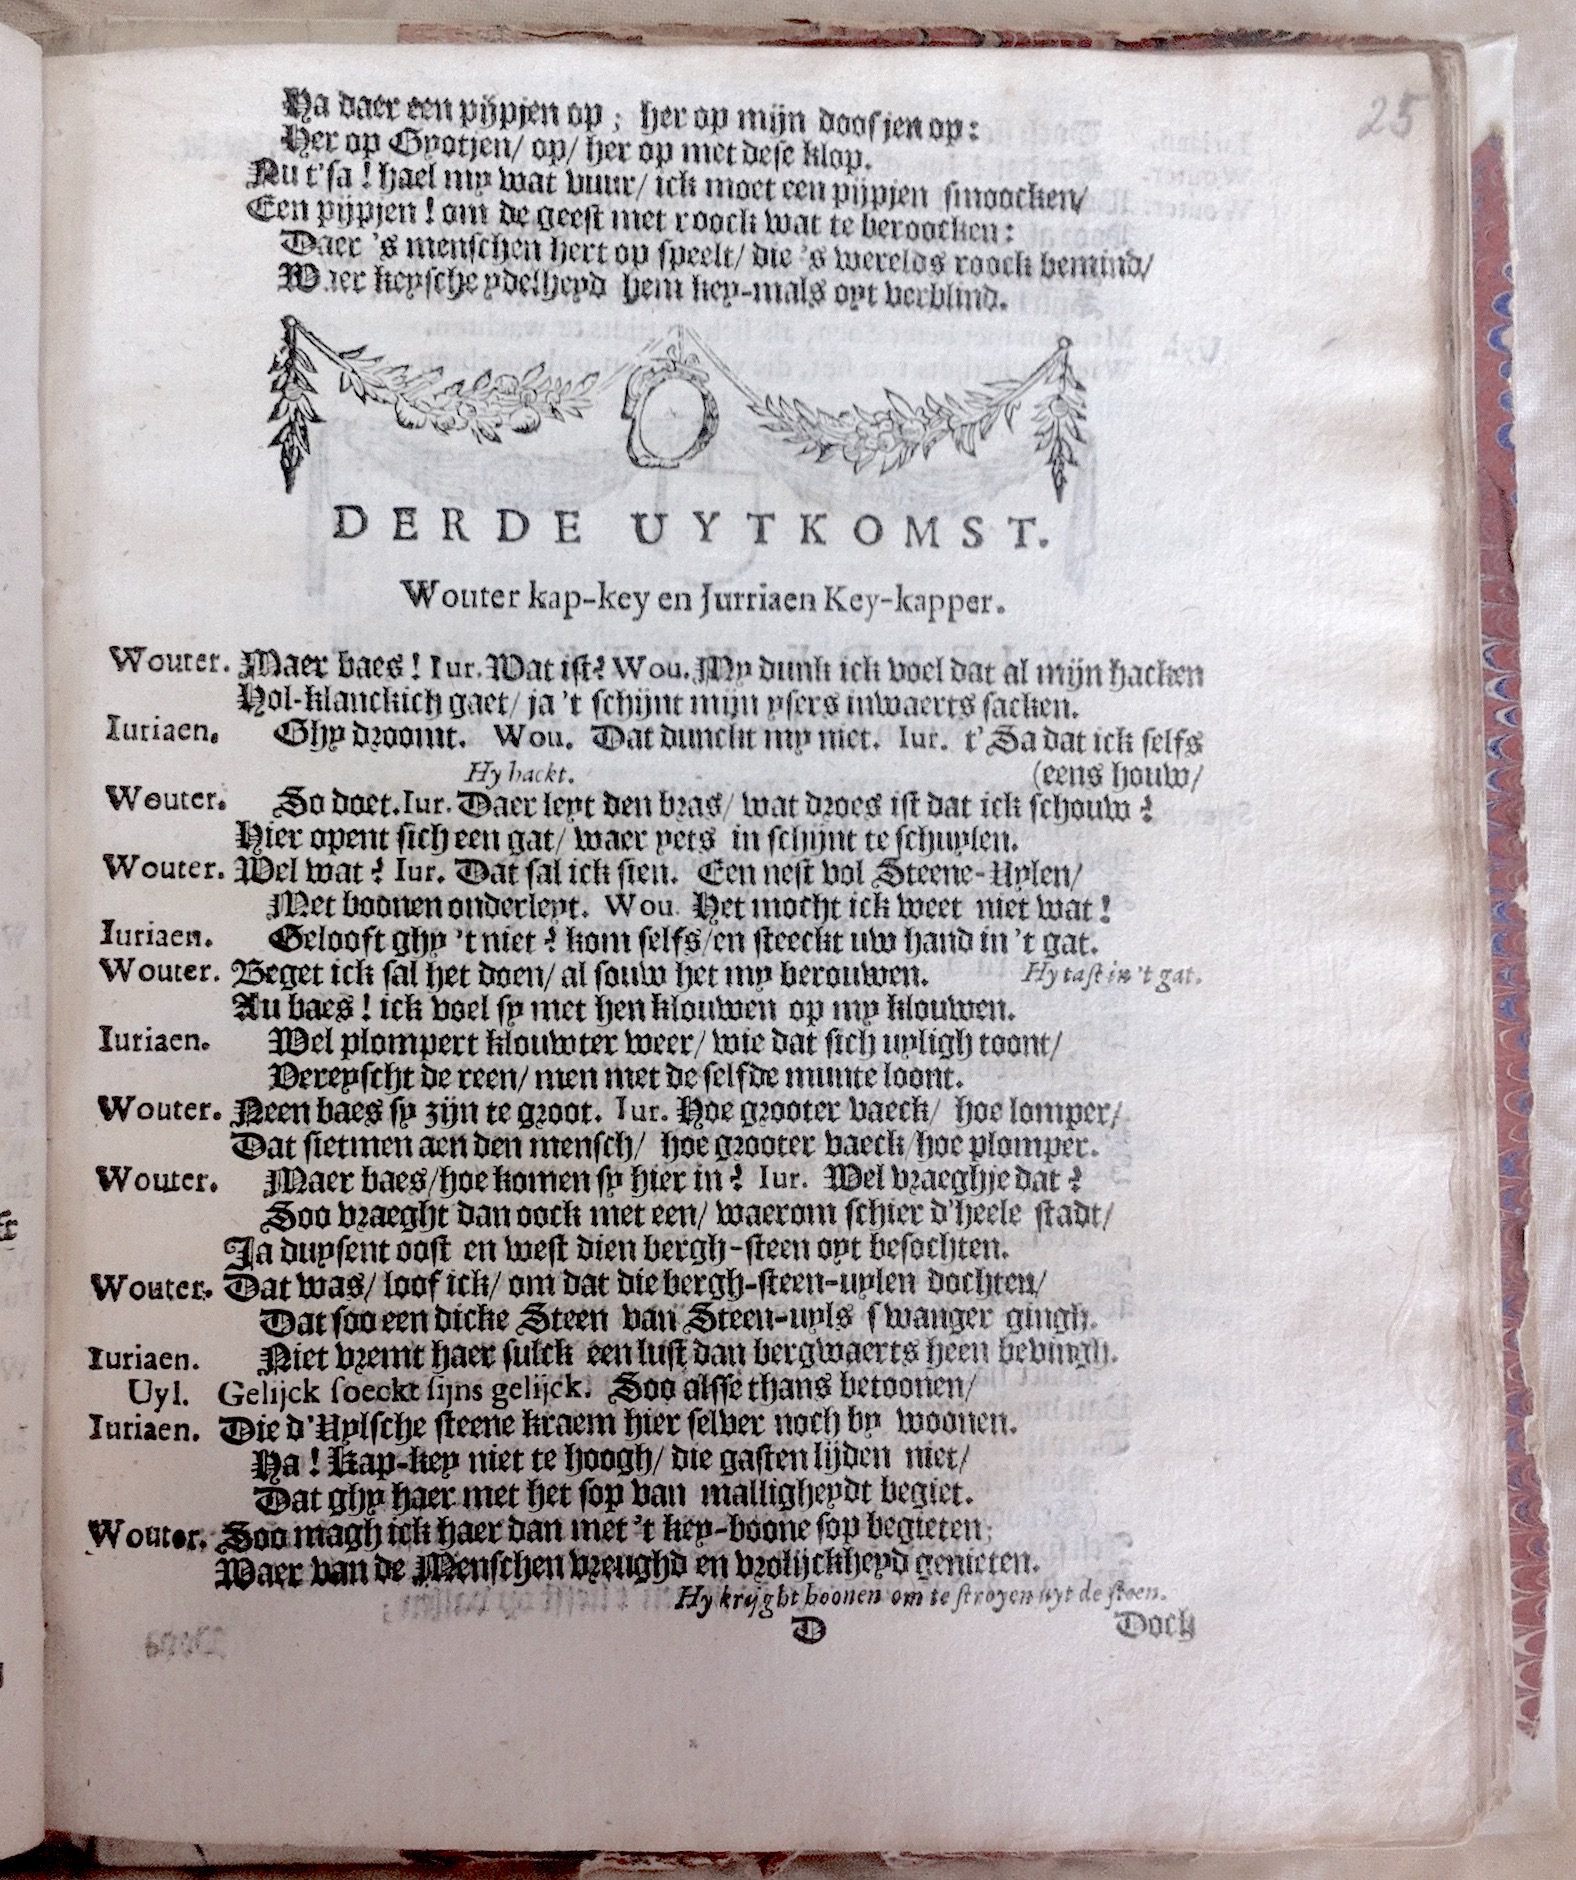 25
Ha daer een pijpjen op; her op mijn doosjen op:
Her op Gyotjen/ op/ her op met dese klop.
Nu t'sa! hael my wat vuur/ ick moet een pijpjen smoocken/
Een pijpjen! om de geest met roock wat te beroocken:
Daer 's menschen hert op speelt/ die 's werelds roock bemind/
Waer keysche ydelheyd hem key-mals oyt verblind.
DERDE UYTKOMST.
Wouter kap-key en Jurriaen Key-kapper.
Wouter. Maer baes! Iur. Wat ist? Wou. My dunk ick voel dat al mijn hacken
Hol-klanckich gaet/ ja 't schijnt mijn ysers inwaerts sacken.
Iuriaen. Ghy droomt. Wou. Dat dunckt my niet. Iur. t'Sa dat ick selfs
Hy hackt. (eens houw/
Wouter. So doet. Iur. Daer leyt den bras/ wat droes ist dat ick schouw?
Hier opent sich een gat/ waer yets in schijnt te schuylen.
Wouter. Wel wat? Iur. Dat sal ick sien. Een nest vol Steene-Uylen/
Met boonen onderleyt. Wou. Het mocht ick weet niet wat!
Iuriaen. Gelooft ghy 't niet? kom selfs/ en steeckt uw hand in 't gat.
Wouter. Beget ick sal het doen/ al souw het my berouwen. Hy tast in't gat.
Au baes! ick voel sy met hen klouwen op my klouwen.
Iuriaen. Wel plompert klouwter weer/ wie dat sich uyligh toont/
Vereyscht de reen/ men met de selfde munte loont.
Wouter. Neen baes sy zijn te groot. Iur. Hoe grooter vaeck/ hoe lomper/
Dat sietmen aen den mensch/ hoe grooter vaeck/ hoe plomper.
Wouter. Maer baes/ hoe komen sy hier in? Iur. Wel vraeghje dat?
Soo vraeght dan oock met een/ waerom schier d'heele stadt/
Ja duysent oost en west dien bergh-steen oyt besochten.
Wouter. Dat was/ loof ick/ om dat die bergh-steen-uylen dochten/
Dat soo een dicke Steen van Steen-uyls swanger gingh.
Iuriaen. Niet vremt haer sulck een lust dan bergwaerts heen bevingh.
Uyl. Gelijck soeckt sijns gelijck. Soo alsse thans betoonen/
Iuriaen. Die d'Uylsche steene kraem hier selver noch by woonen.
Ha! Kap-key niet te hoogh/ die gasten lijden niet/
Dat ghy haer met het sop van malligheydt begiet.
Wouter. Soo magh ick haer dan met 't key-boone sop begieten;
Waer van de Menschen vreughd en vrolijckheyd genieten.
Hy krijght boonen om te stroyen uyt de steen.
D Doch